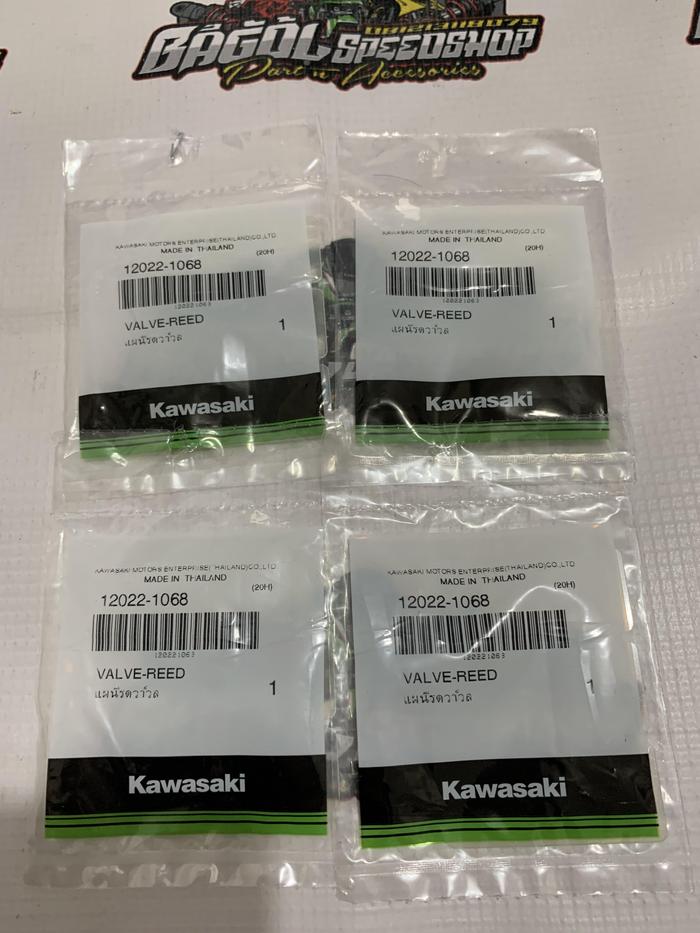 081213118079
BAGOL SPEEDSHOP
Part n' Accessories
KAWASAKI MOTORS ENTERPRISE(THAILAND)CO.,LTD
MADE IN THAILAND
(20H)
12022-1068
120221068
VALVE-REED
1
แผ่นรีดวาล์ว
Kawasaki
KAWASAKI MOTORS ENTERPRISE(THAILAND)CO.,LTD
MADE IN THAILAND
(20H)
12022-1068
120221068
VALVE-REED
1
แผ่นรีดวาล์ว
Kawasaki
KAWASAKI MOTORS ENTERPRISE(THAILAND)CO.,LTD
MADE IN THAILAND
(20H)
12022-1068
120221068
VALVE-REED
1
แผ่นรีดวาล์ว
Kawasaki
KAWASAKI MOTORS ENTERPRISE(THAILAND)CO.,LTD
MADE IN THAILAND
(20H)
12022-1068
120221068
VALVE-REED
1
แผ่นรีดวาล์ว
Kawasaki